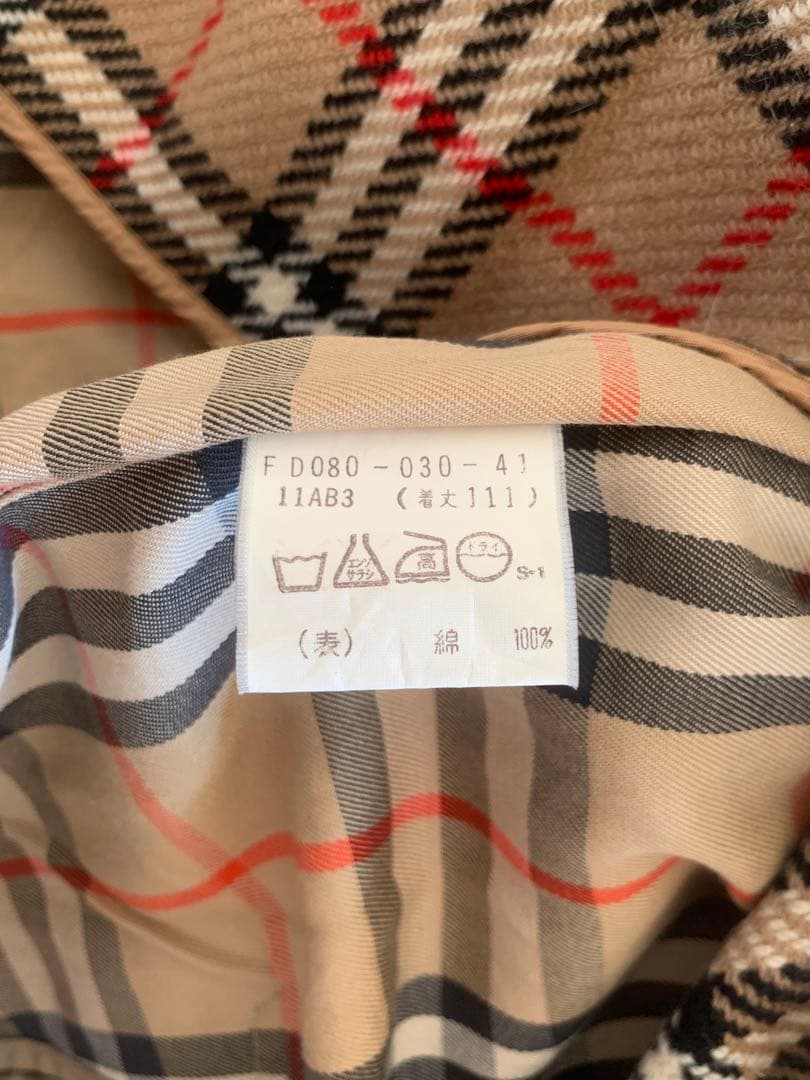 FD080-030-41
11AB3 (着丈111)
エンソ サラシ 高 ドライ S-1
(表) 綿 100%